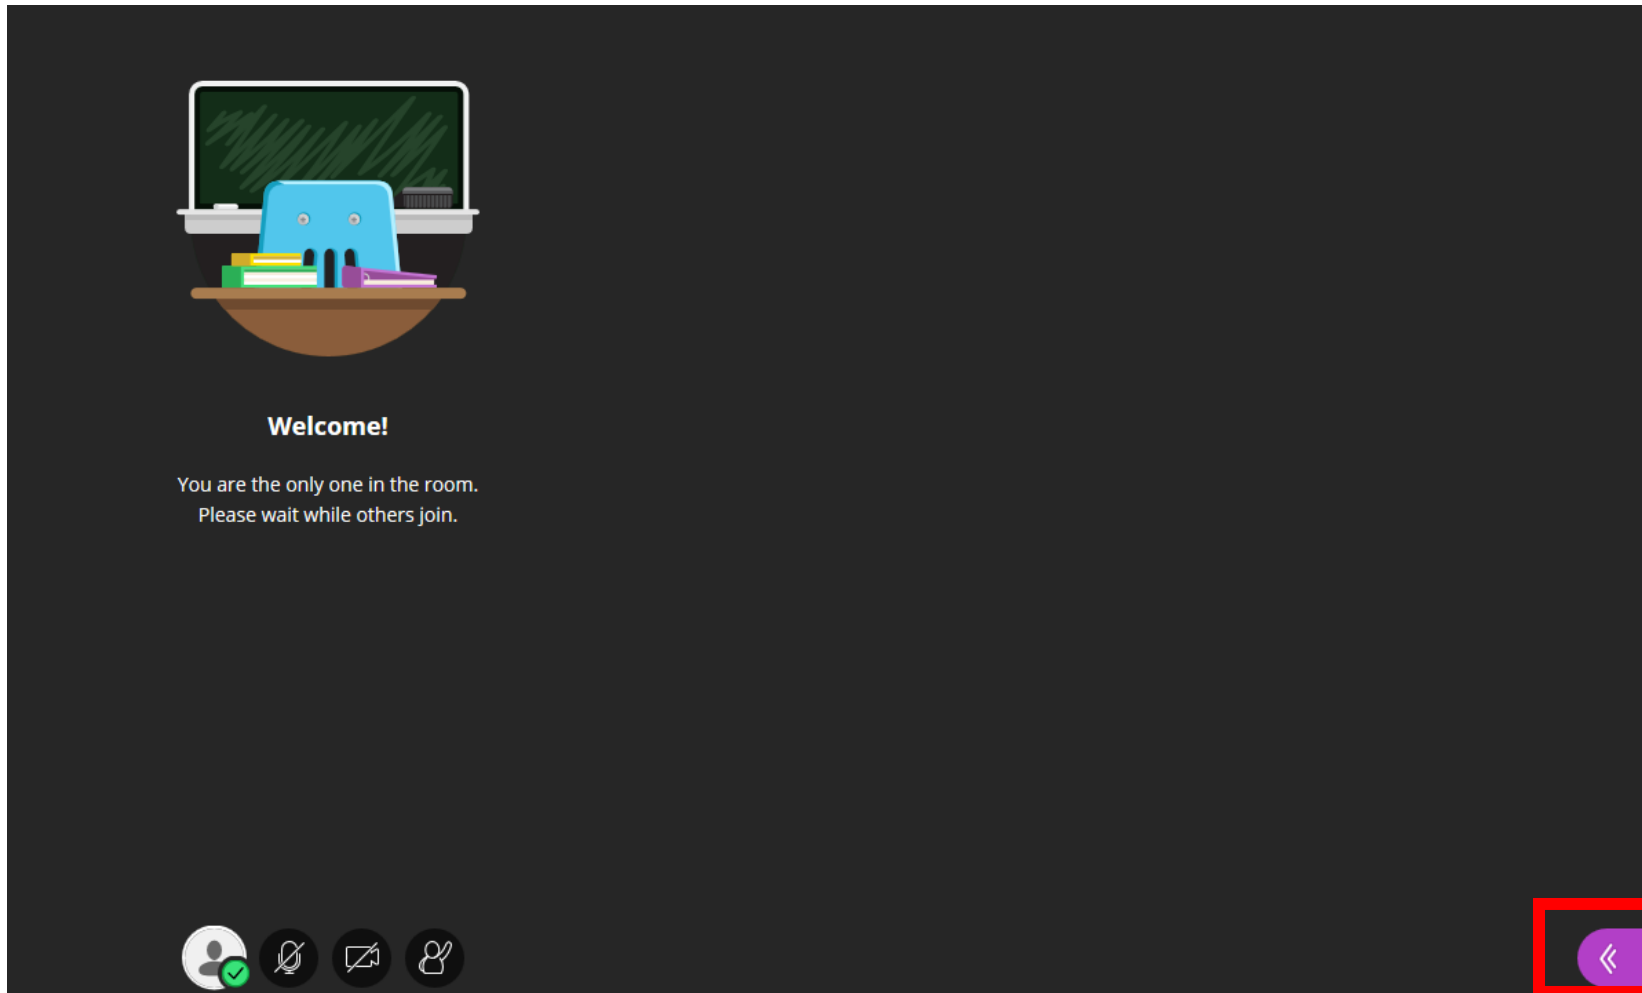 Welcome!
You are the only one in the room.
Please wait while others join.